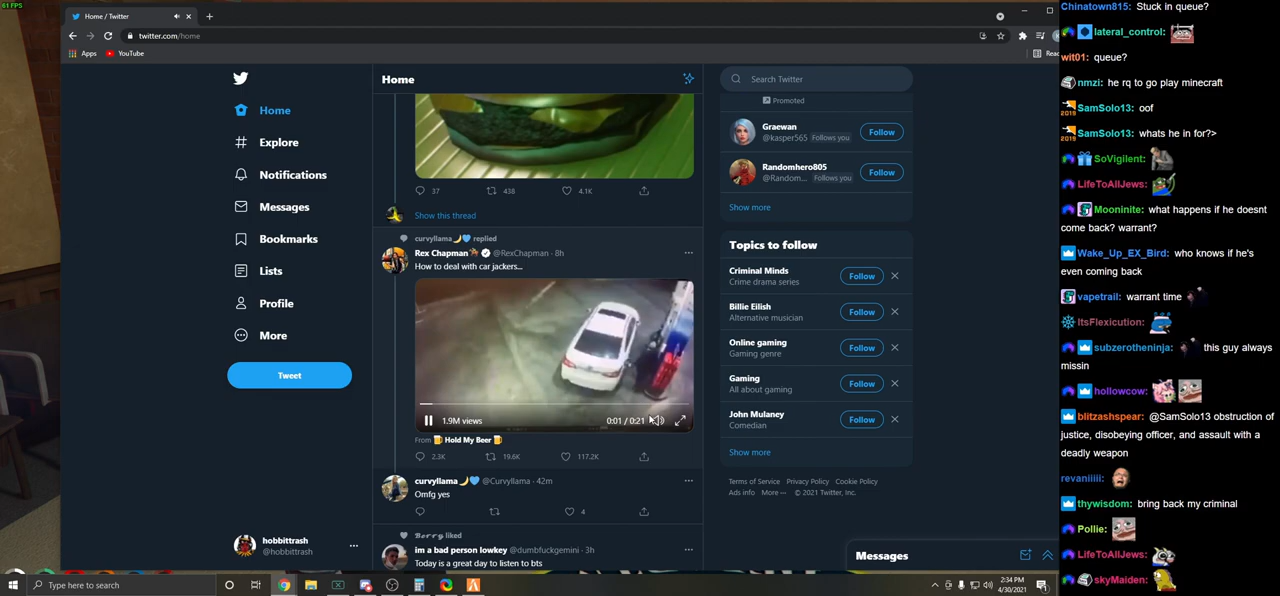 61 FPS
Home / Twitter
twitter.com/home
Apps
YouTube
Home
Explore
Notifications
Messages
Bookmarks
Lists
Profile
More
Tweet
hobbittrash
@hobbittrash
Home
37
438
4.1K
Show this thread
curvyllama🌙💙 replied
Rex Chapman🏇 @RexChapman · 8h
How to deal with car jackers...
1.9M views
0:01 / 0:21
From 🍺 Hold My Beer 🍺
2.3K
19.6K
117.2K
curvyllama🌙💙 @Curvyllama · 42m
Omfg yes
4
𝓑𝓮𝓻𝓻𝔂 liked
im a bad person lowkey @dumbfuckgemini · 3h
Today is a great day to listen to bts
Search Twitter
Promoted
Graewan
@kasper565 Follows you
Follow
Randomhero805
@Random... Follows you
Follow
Show more
Topics to follow
Criminal Minds
Crime drama series
Follow
Billie Eilish
Alternative musician
Follow
Online gaming
Gaming genre
Follow
Gaming
All about gaming
Follow
John Mulaney
Comedian
Follow
Show more
Terms of Service Privacy Policy Cookie Policy
Ads info More ··· © 2021 Twitter, Inc.
Messages
Type here to search
2:34 PM
4/30/2021
Chinatown815: Stuck in queue?
lateral_control:
wit01: queue?
nmzi: he rq to go play minecraft
SamSolo13: oof
SamSolo13: whats he in for?>
SoVigilent:
LifeToAllJews:
Mooninite: what happens if he doesnt
come back? warrant?
Wake_Up_EX_Bird: who knows if he's
even coming back
vapetrail: warrant time
ItsFlexicution:
subzerotheninja: this guy always
missin
hollowcow:
blitzashspear: @SamSolo13 obstruction of
justice, disobeying officer, and assault with a
deadly weapon
revaniiii:
thywisdom: bring back my criminal
Pollie:
LifeToAllJews:
skyMaiden: